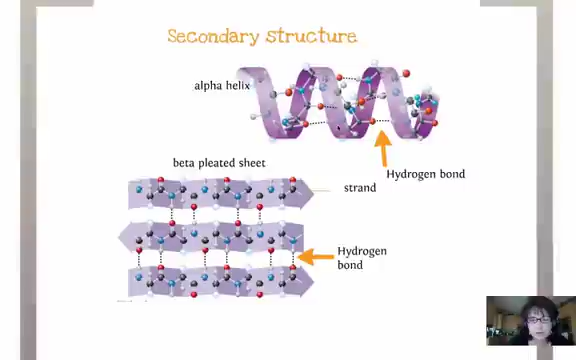 Secondary structure
alpha helix
Hydrogen bond
beta pleated sheet
strand
Hydrogen
bond